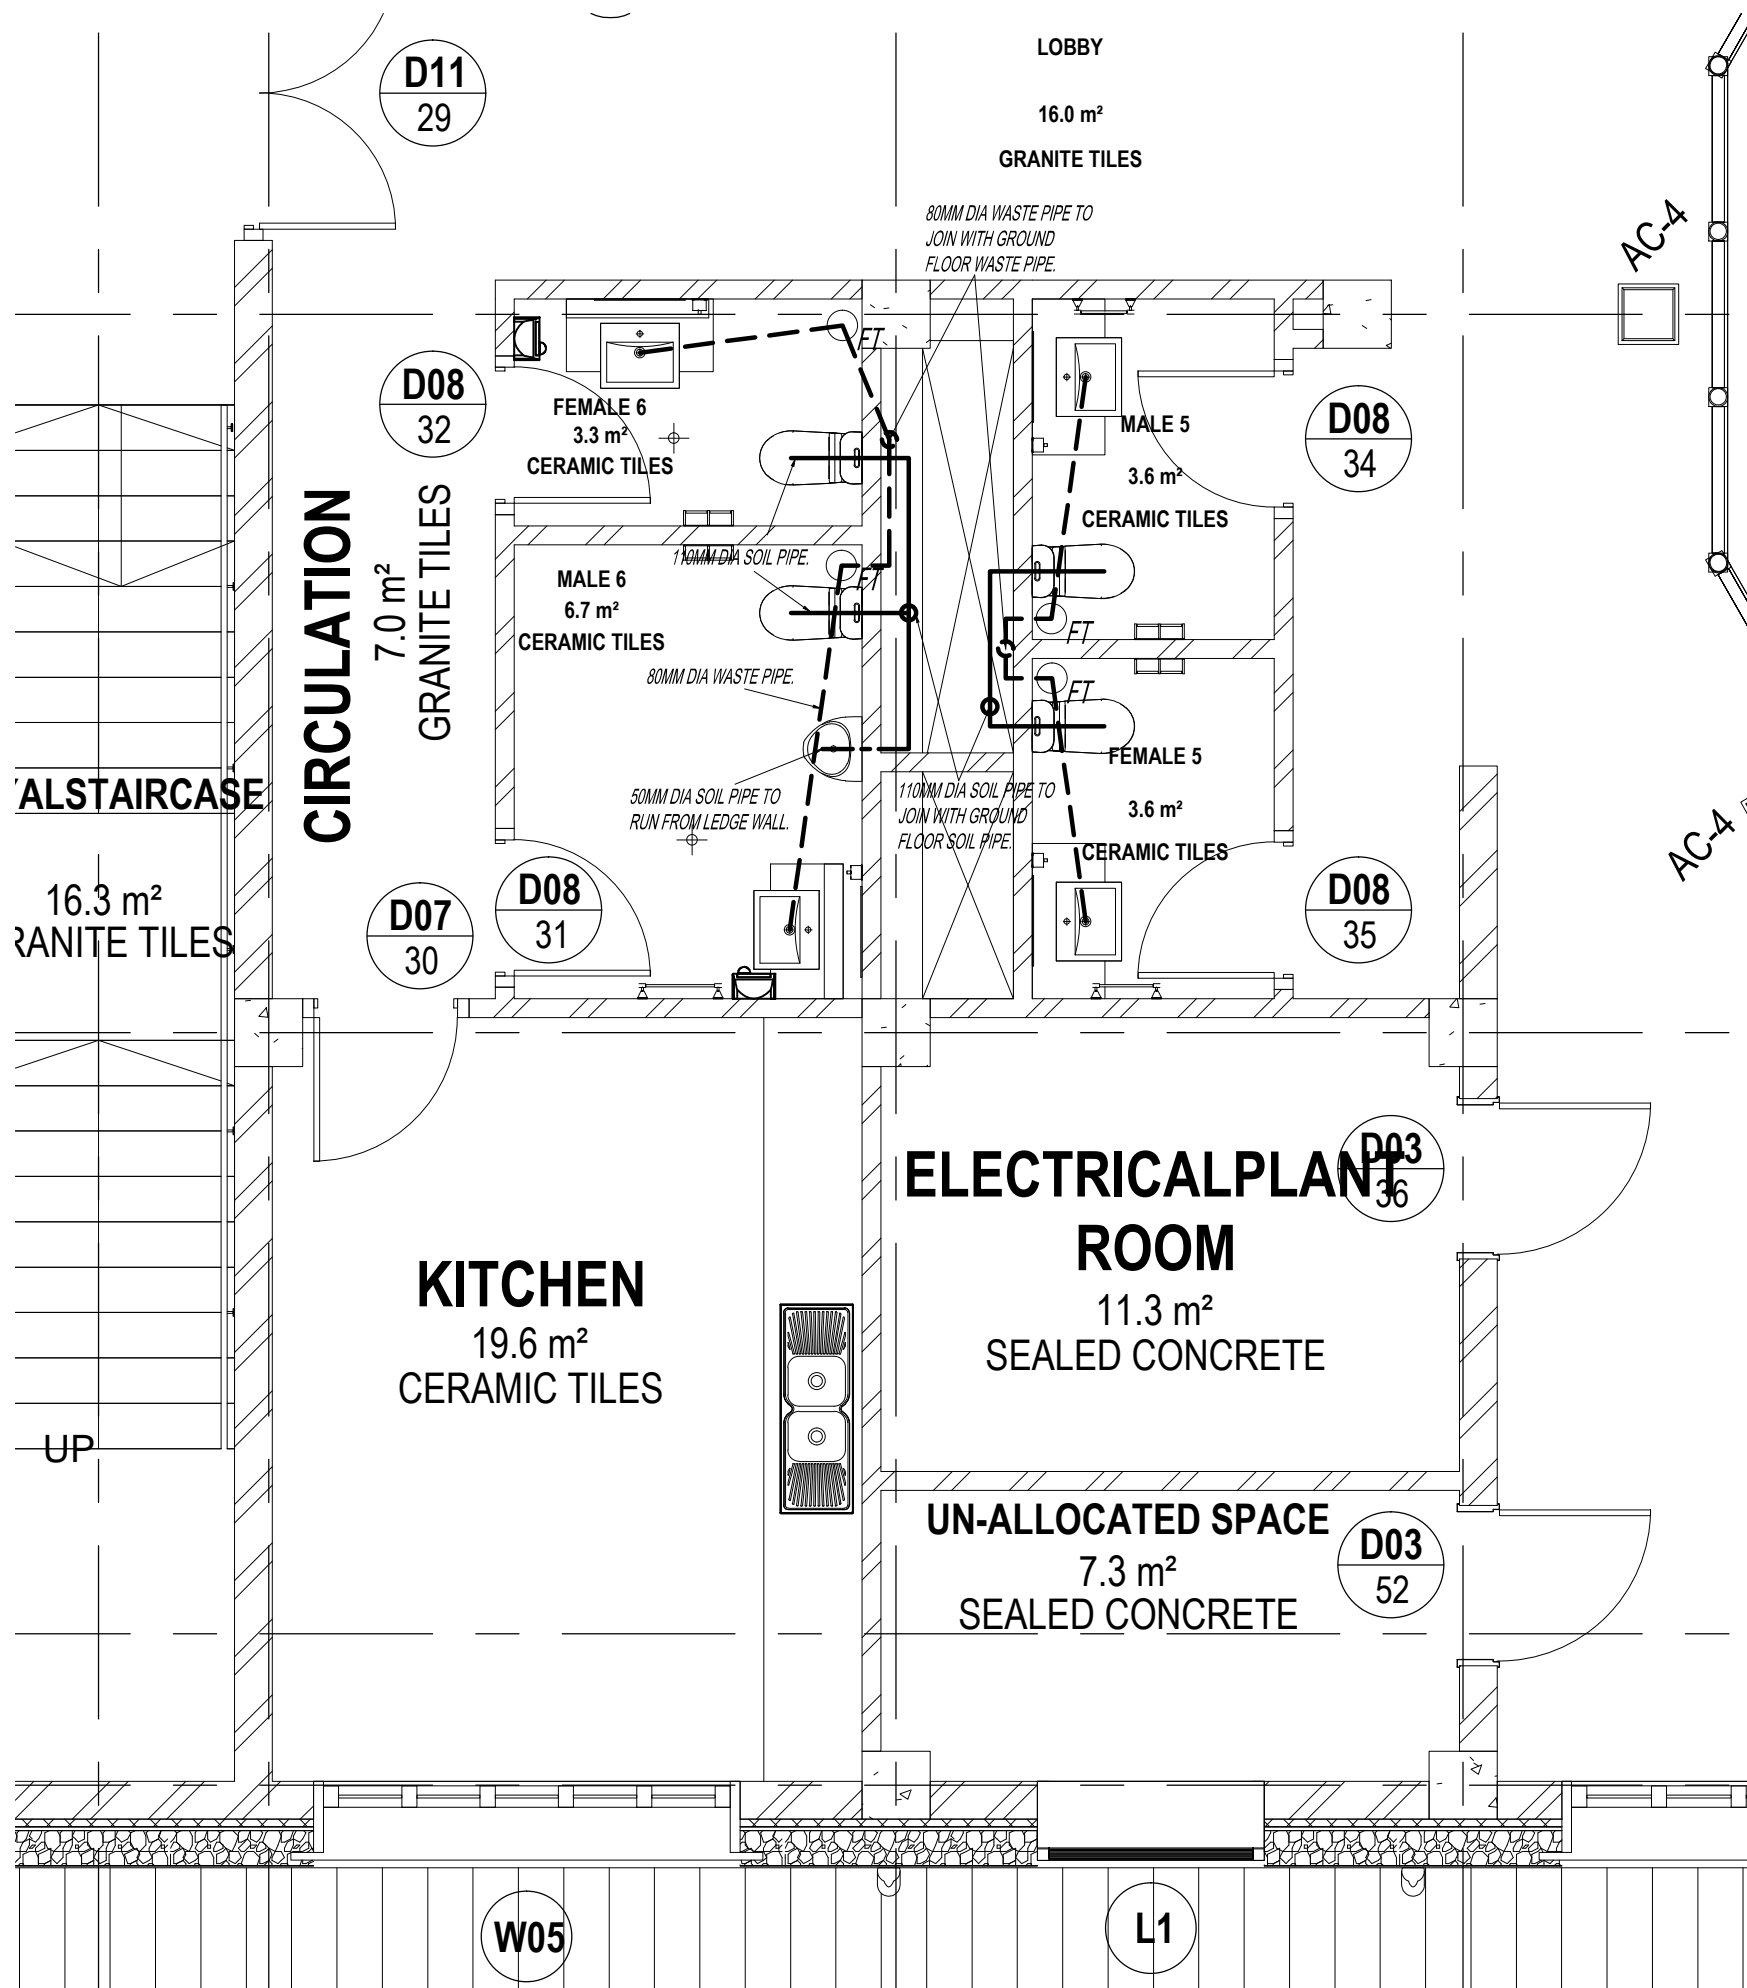 D11
29
LOBBY
16.0 m²
GRANITE TILES
80MM DIA WASTE PIPE TO
JOIN WITH GROUND
FLOOR WASTE PIPE.
AC-4
D08
32
FEMALE 6
3.3 m²
CERAMIC TILES
FT
MALE 5
3.6 m²
CERAMIC TILES
D08
34
CIRCULATION
7.0 m²
GRANITE TILES
110MM DIA SOIL PIPE.
FT
MALE 6
6.7 m²
CERAMIC TILES
80MM DIA WASTE PIPE.
FT
FT
FEMALE 5
3.6 m²
CERAMIC TILES
50MM DIA SOIL PIPE TO
RUN FROM LEDGE WALL.
110MM DIA SOIL PIPE TO
JOIN WITH GROUND
FLOOR SOIL PIPE.
AC-4
ALSTAIRCASE
16.3 m²
RANITE TILES
D07
30
D08
31
D08
35
ELECTRICALPLANT
ROOM
11.3 m²
SEALED CONCRETE
D03
36
KITCHEN
19.6 m²
CERAMIC TILES
UP
UN-ALLOCATED SPACE
7.3 m²
SEALED CONCRETE
D03
52
W05
L1